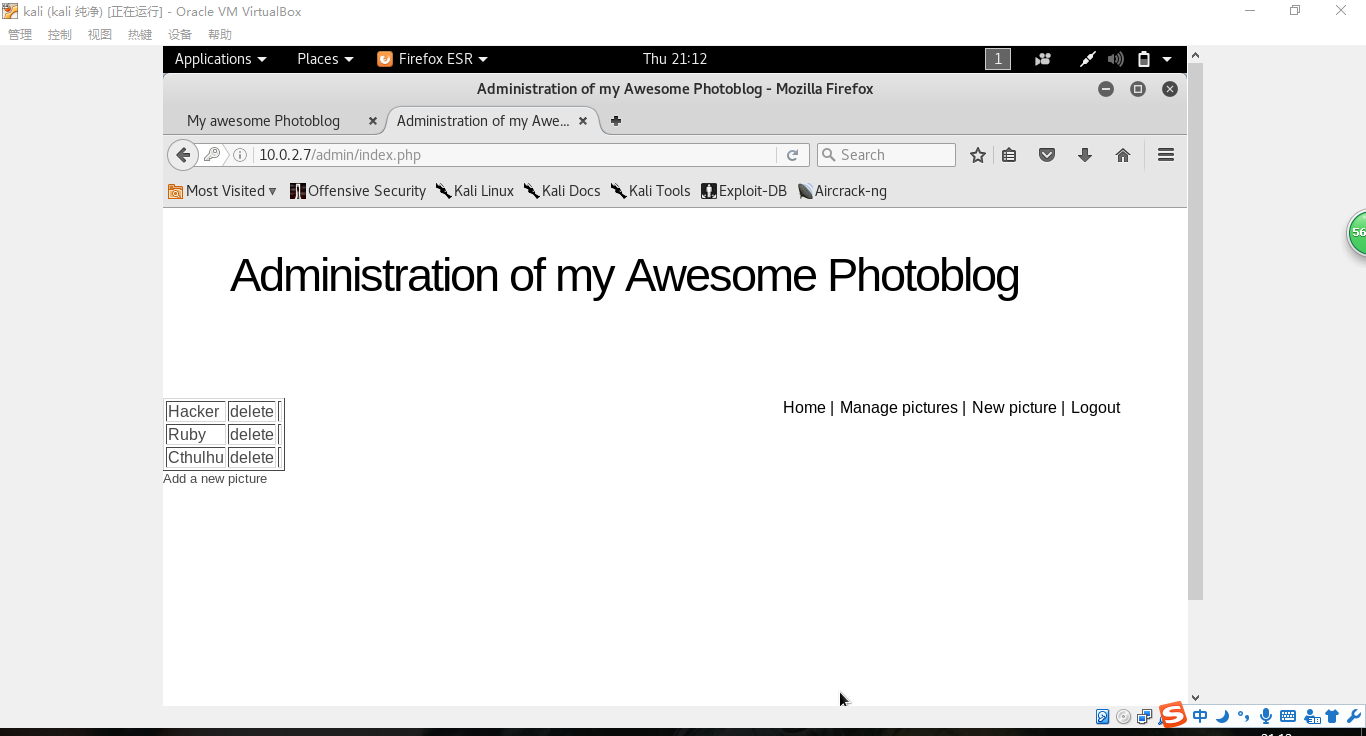 kali (kali 纯净) [正在运行] - Oracle VM VirtualBox
管理 控制 视图 热键 设备 帮助
Applications Places Firefox ESR Thu 21:12 1
Administration of my Awesome Photoblog - Mozilla Firefox
My awesome Photoblog Administration of my Awe...
10.0.2.7/admin/index.php Search
Most Visited Offensive Security Kali Linux Kali Docs Kali Tools Exploit-DB Aircrack-ng
56
Administration of my Awesome Photoblog
Home | Manage pictures | New picture | Logout
Hacker delete
Ruby delete
Cthulhu delete
Add a new picture
中